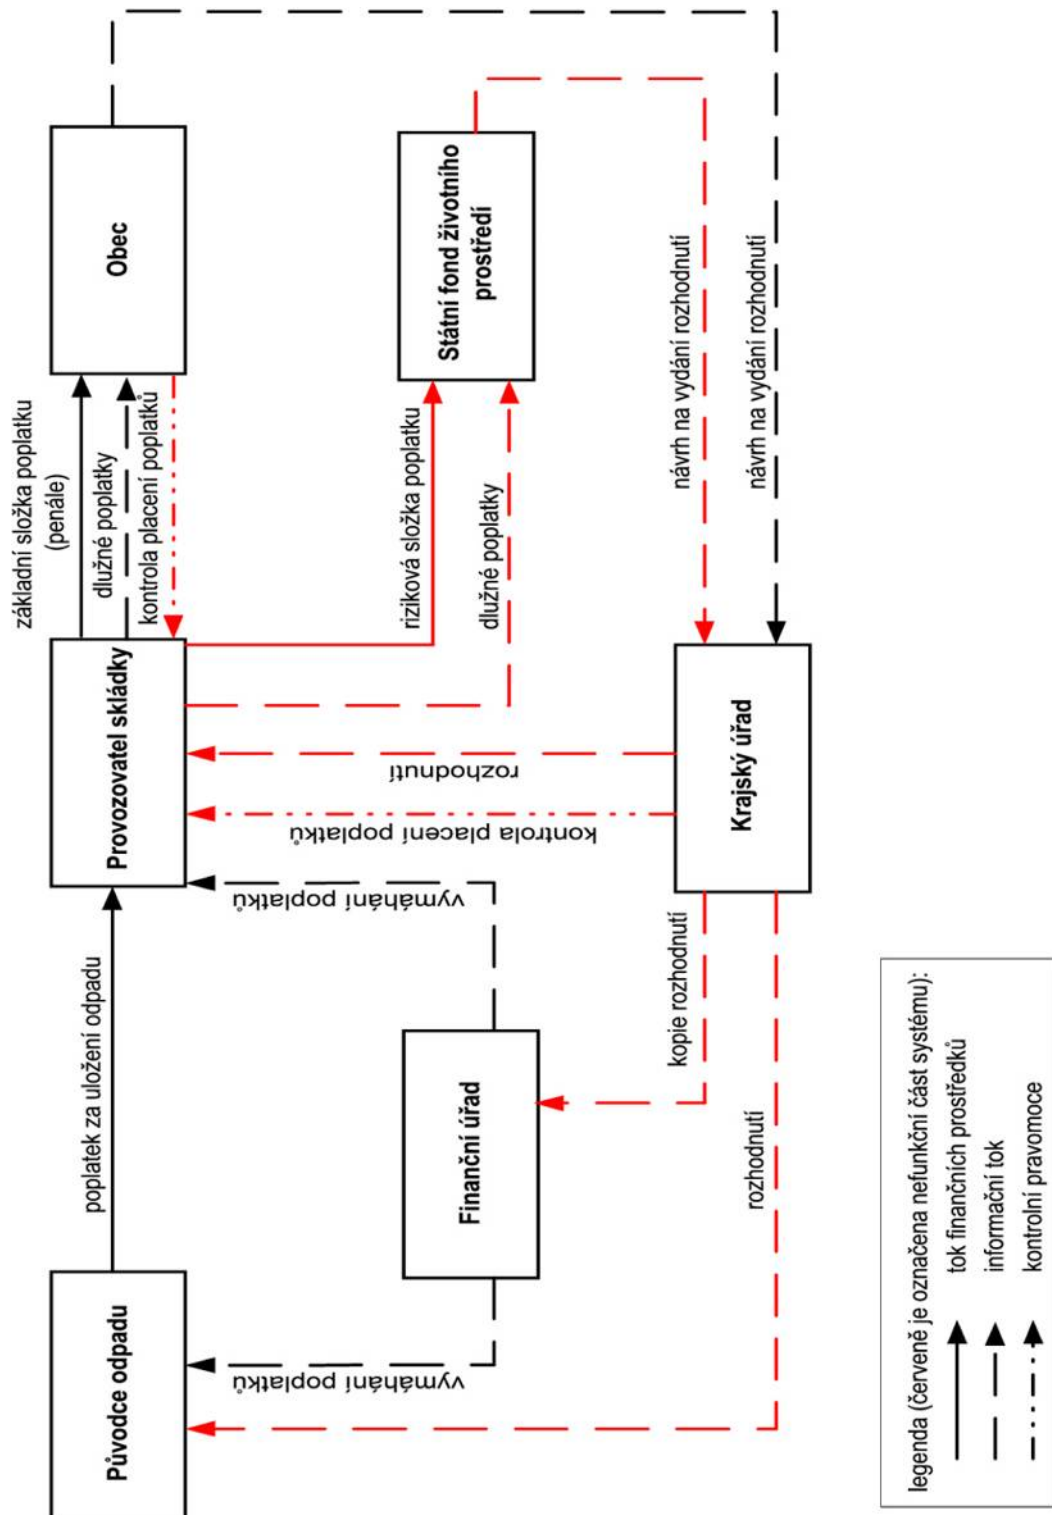 Původce odpadu
poplatek za uložení odpadu
Provozovatel skládky
základní složka poplatku
(penále)
dlužné poplatky
kontrola placení poplatků
Obec
vymáhání poplatků
vymáhání poplatků
kontrola placení poplatků
rozhodnutí
riziková složka poplatku
dlužné poplatky
Státní fond životního
prostředí
Finanční úřad
kopie rozhodnutí
rozhodnutí
Krajský úřad
návrh na vydání rozhodnutí
návrh na vydání rozhodnutí
legenda (červeně je označena nefunkční část systému):
tok finančních prostředků
informační tok
kontrolní pravomoce